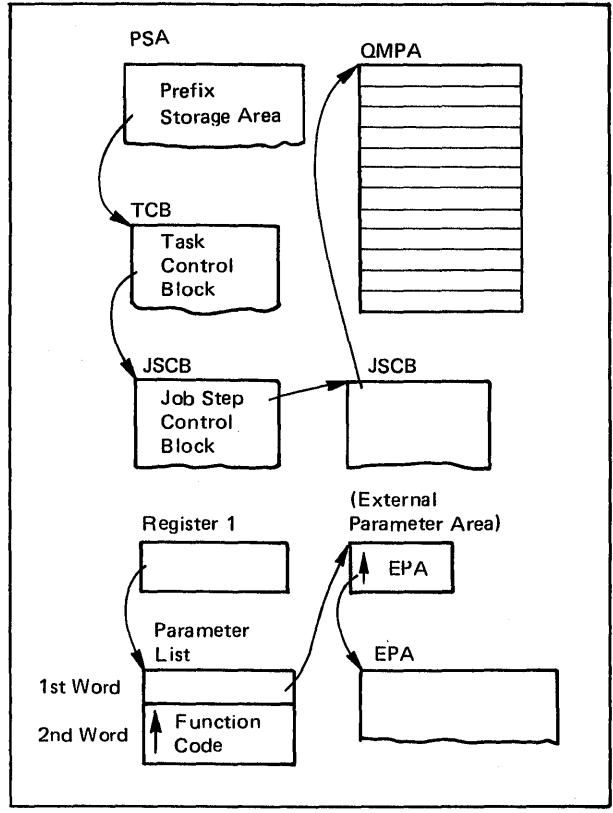 PSA
Prefix
Storage Area
QMPA
TCB
Task
Control
Block
JSCB
Job Step
Control
Block
JSCB
Register 1
(External
Parameter Area)
EPA
Parameter
List
1st Word
2nd Word
Function
Code
EPA